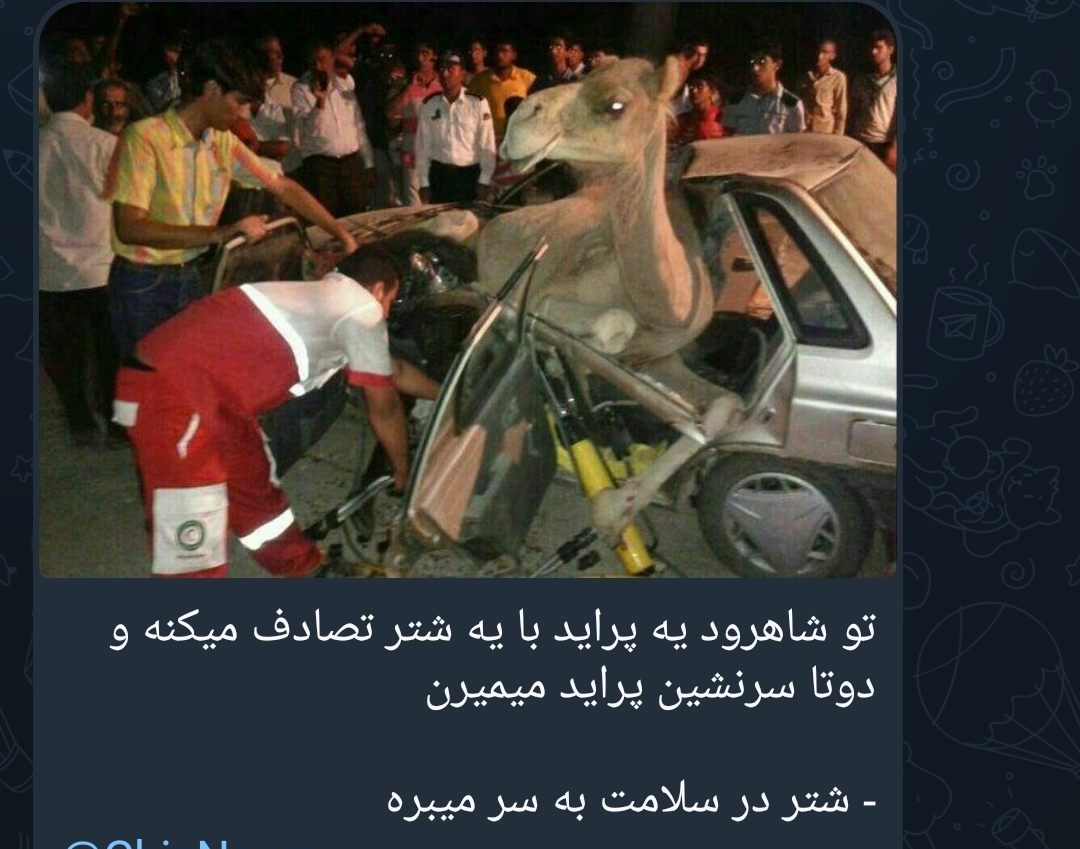 تو شاهرود یه پراید با یه شتر تصادف میکنه و
دوتا سرنشین پراید میمیرن
- شتر در سلامت به سر میبره